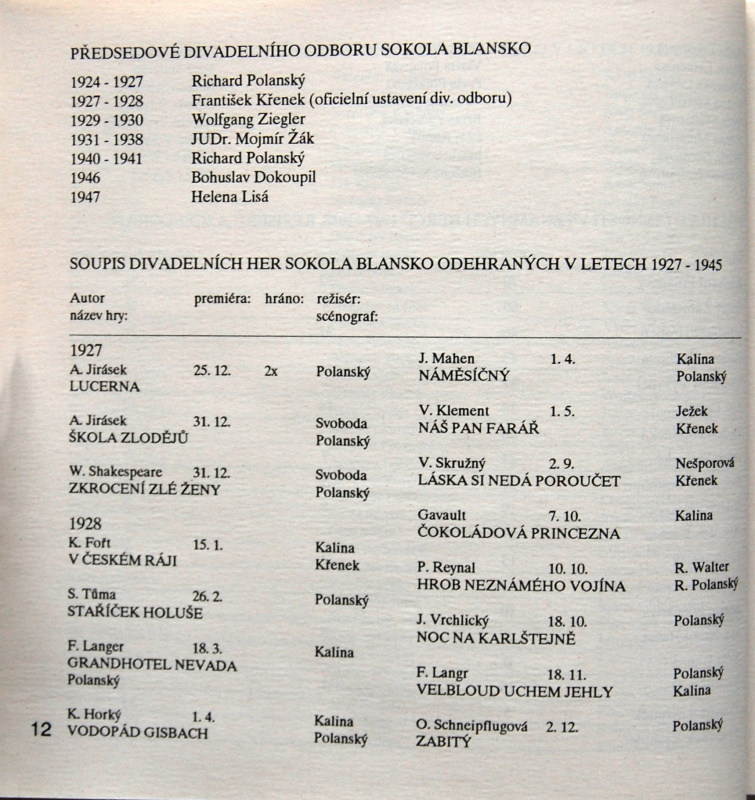 PŘEDSEDOVÉ DIVADELNÍHO ODBORU SOKOLA BLANSKO
1924 - 1927 Richard Polanský
1927 - 1928 František Křenek (oficielní ustavení div. odboru)
1929 - 1930 Wolfgang Ziegler
1931 - 1938 JUDr. Mojmír Žák
1940 - 1941 Richard Polanský
1946 Bohuslav Dokoupil
1947 Helena Lisá
SOUPIS DIVADELNÍCH HER SOKOLA BLANSKO ODEHRANÝCH V LETECH 1927 - 1945
Autor premiéra: hráno: režisér:
název hry: scénograf:
1927
A. Jirásek 25. 12. 2x Polanský
LUCERNA
A. Jirásek 31. 12. Svoboda
ŠKOLA ZLODĚJŮ Polanský
W. Shakespeare 31. 12. Svoboda
ZKROCENÍ ZLÉ ŽENY Polanský
1928
K. Fořt 15. 1. Kalina
V ČESKÉM RÁJI Křenek
S. Tůma 26. 2. Polanský
STAŘÍČEK HOLUŠE
F. Langer 18. 3. Kalina
GRANDHOTEL NEVADA
Polanský
K. Horký 1. 4. Kalina
VODOPÁD GISBACH Polanský
J. Mahen 1. 4. Kalina
NÁMĚSÍČNÝ Polanský
V. Klement 1. 5. Ježek
NÁŠ PAN FARÁŘ Křenek
V. Skružný 2. 9. Nešporová
LÁSKA SI NEDÁ POROUČET Křenek
Gavault 7. 10. Kalina
ČOKOLÁDOVÁ PRINCEZNA
P. Reynal 10. 10. R. Walter
HROB NEZNÁMÉHO VOJÍNA R. Polanský
J. Vrchlický 18. 10. Polanský
NOC NA KARLŠTEJNĚ
F. Langr 18. 11. Polanský
VELBLOUD UCHEM JEHLY Kalina
O. Schneipflugová 2. 12. Polanský
ZABITÝ
12